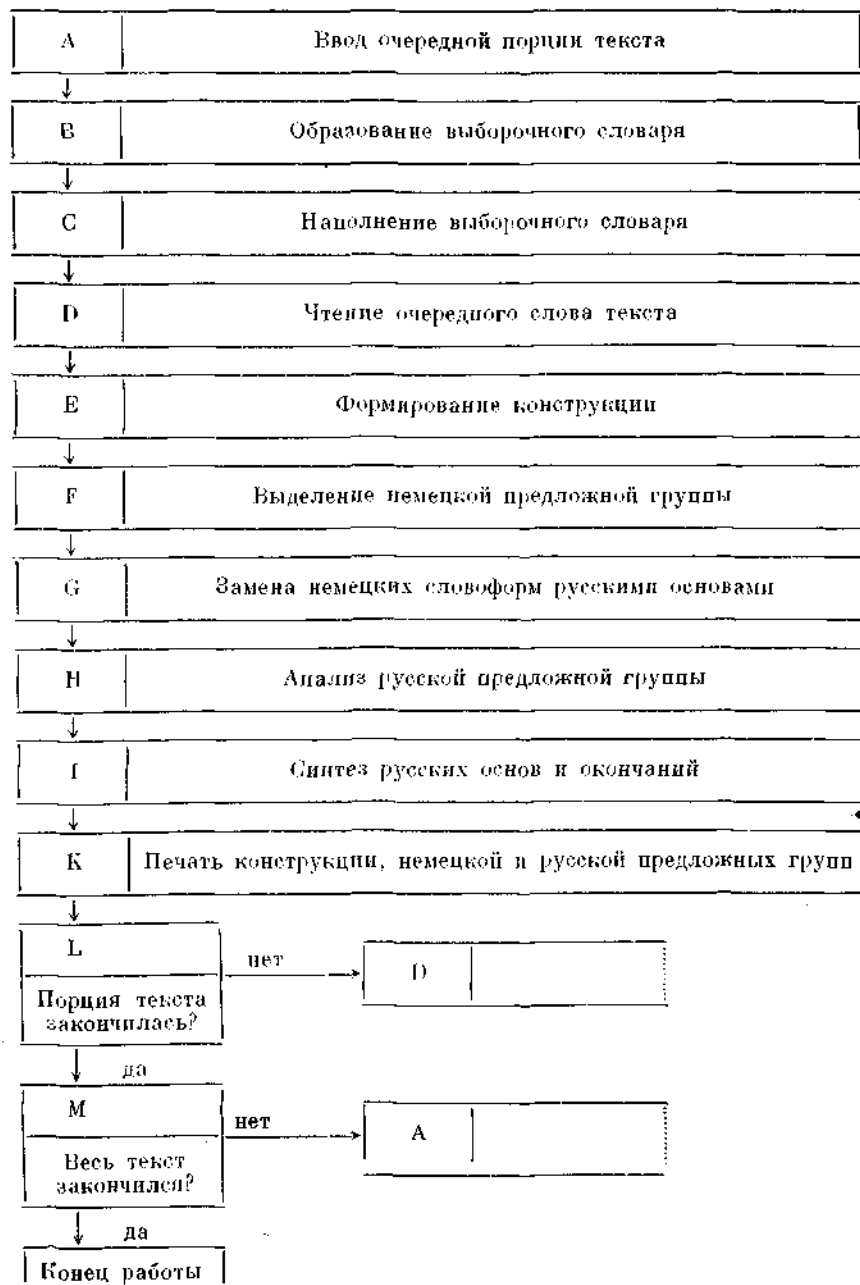 A Ввод очередной порции текста
B Образование выборочного словаря
C Наполнение выборочного словаря
D Чтение очередного слова текста
E Формирование конструкции
F Выделение немецкой предложной группы
G Замена немецких словоформ русскими основами
H Анализ русской предложной группы
I Синтез русских основ и окончаний
K Печать конструкции, немецкой и русской предложных групп
L
нет
D
Порция текста
закончилась?
да
M
нет
A
Весь текст
закончился?
да
Конец работы